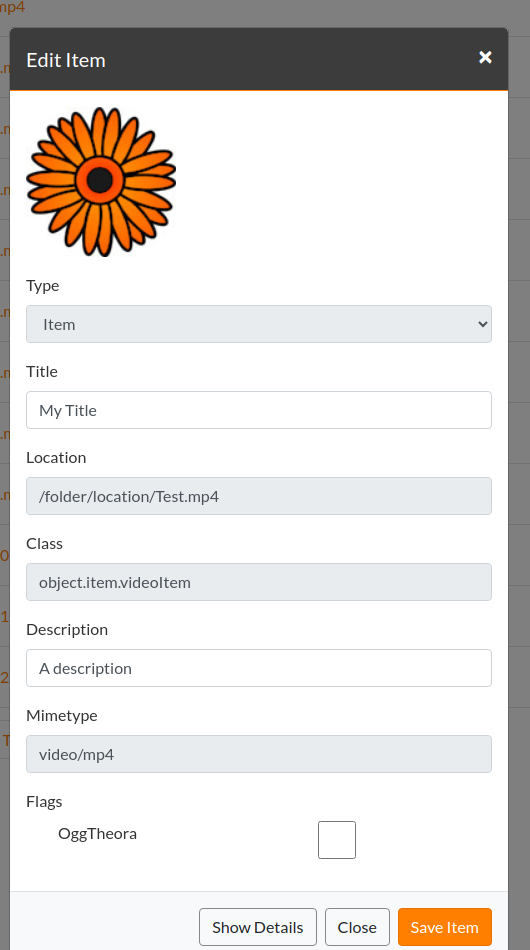 mp4
Edit Item
×
Type
Item
Title
My Title
Location
/folder/location/Test.mp4
Class
object.item.videoItem
Description
A description
Mimetype
video/mp4
Flags
OggTheora
Show Details Close Save Item